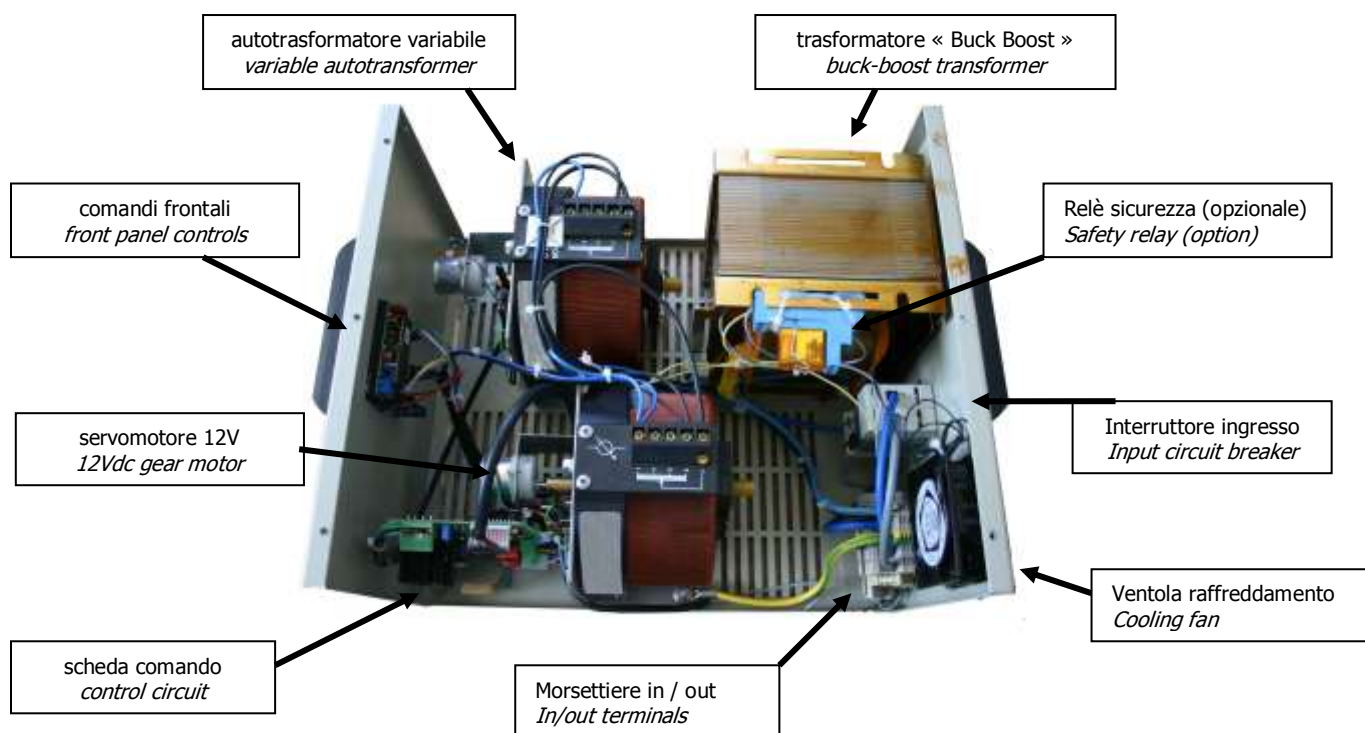 autotrasformatore variabile
variable autotransformer
trasformatore « Buck Boost »
buck-boost transformer
comandi frontali
front panel controls
Relè sicurezza (opzionale)
Safety relay (option)
servomotore 12V
12Vdc gear motor
Interruttore ingresso
Input circuit breaker
Ventola raffreddamento
Cooling fan
scheda comando
control circuit
Morsettiere in / out
In/out terminals